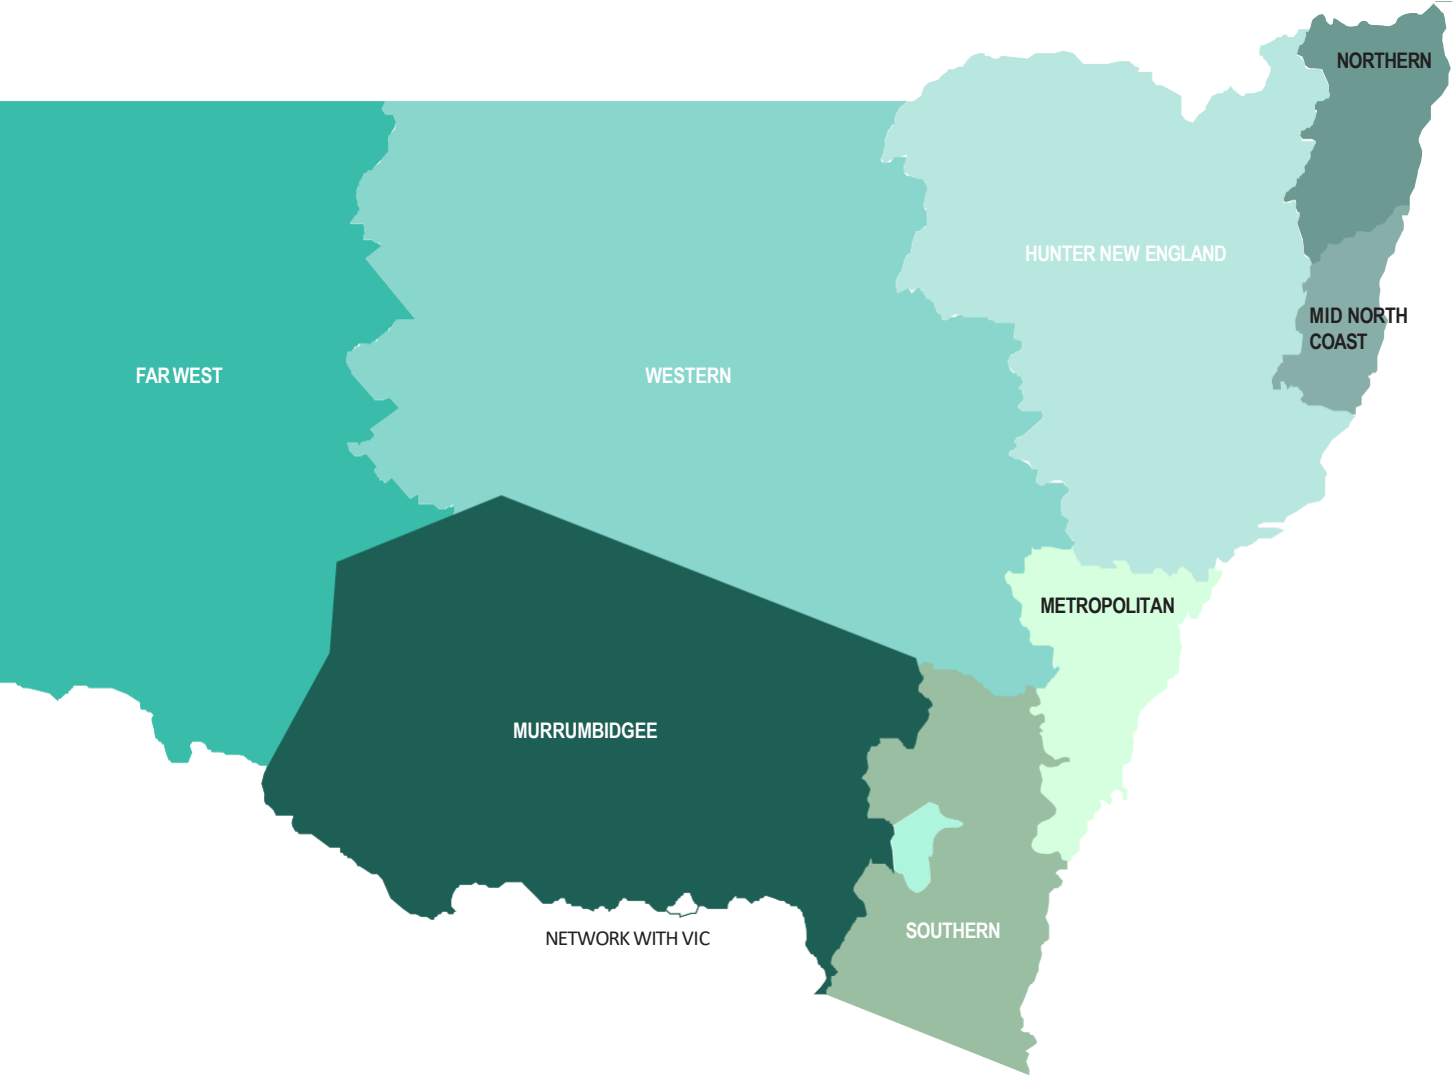 NORTHERN
HUNTER NEW ENGLAND
MID NORTH
COAST
FAR WEST
WESTERN
METROPOLITAN
MURRUMBIDGEE
SOUTHERN
NETWORK WITH VIC